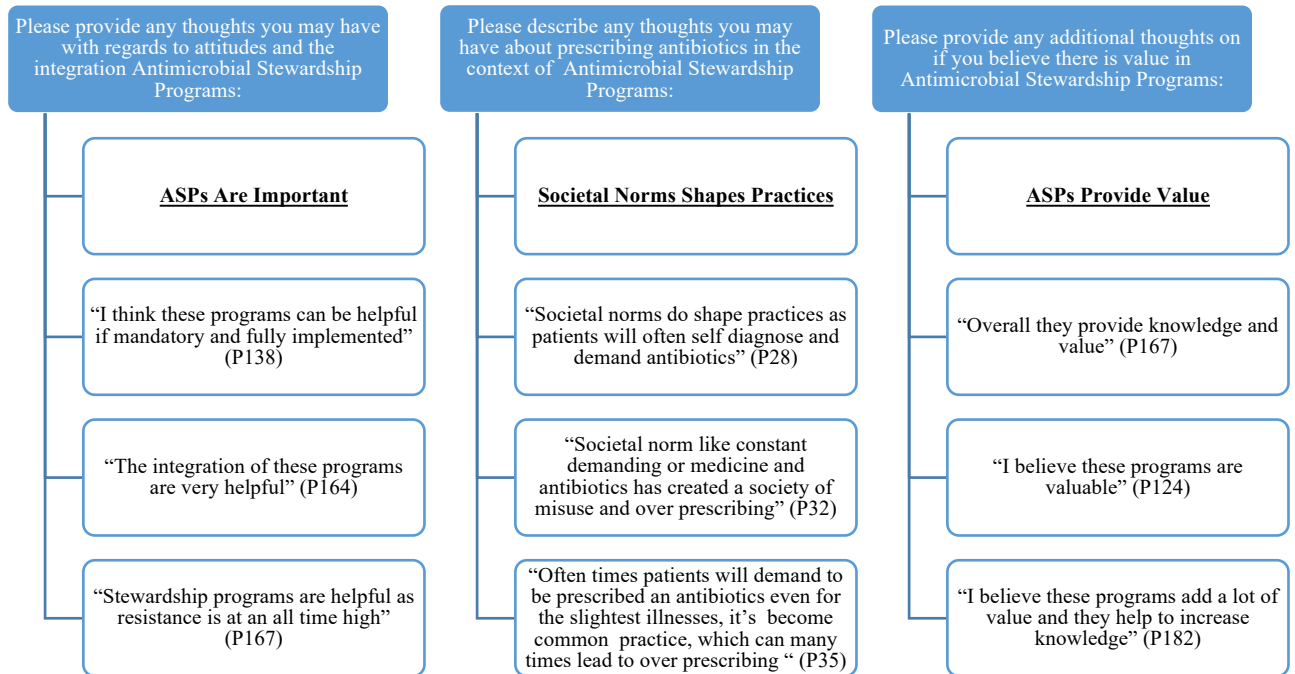 Please provide any thoughts you may have
with regards to attitudes and the
integration Antimicrobial Stewardship
Programs:
ASPs Are Important
“I think these programs can be helpful
if mandatory and fully implemented”
(P138)
“The integration of these programs
are very helpful” (P164)
“Stewardship programs are helpful as
resistance is at an all time high”
(P167)
Please describe any thoughts you may
have about prescribing antibiotics in the
context of Antimicrobial Stewardship
Programs:
Societal Norms Shapes Practices
“Societal norms do shape practices as
patients will often self diagnose and
demand antibiotics” (P28)
“Societal norm like constant
demanding or medicine and
antibiotics has created a society of
misuse and over prescribing” (P32)
“Often times patients will demand to
be prescribed an antibiotics even for
the slightest illnesses, it’s become
common practice, which can many
times lead to over prescribing “ (P35)
Please provide any additional thoughts on
if you believe there is value in
Antimicrobial Stewardship Programs:
ASPs Provide Value
“Overall they provide knowledge and
value” (P167)
“I believe these programs are
valuable” (P124)
“I believe these programs add a lot of
value and they help to increase
knowledge” (P182)